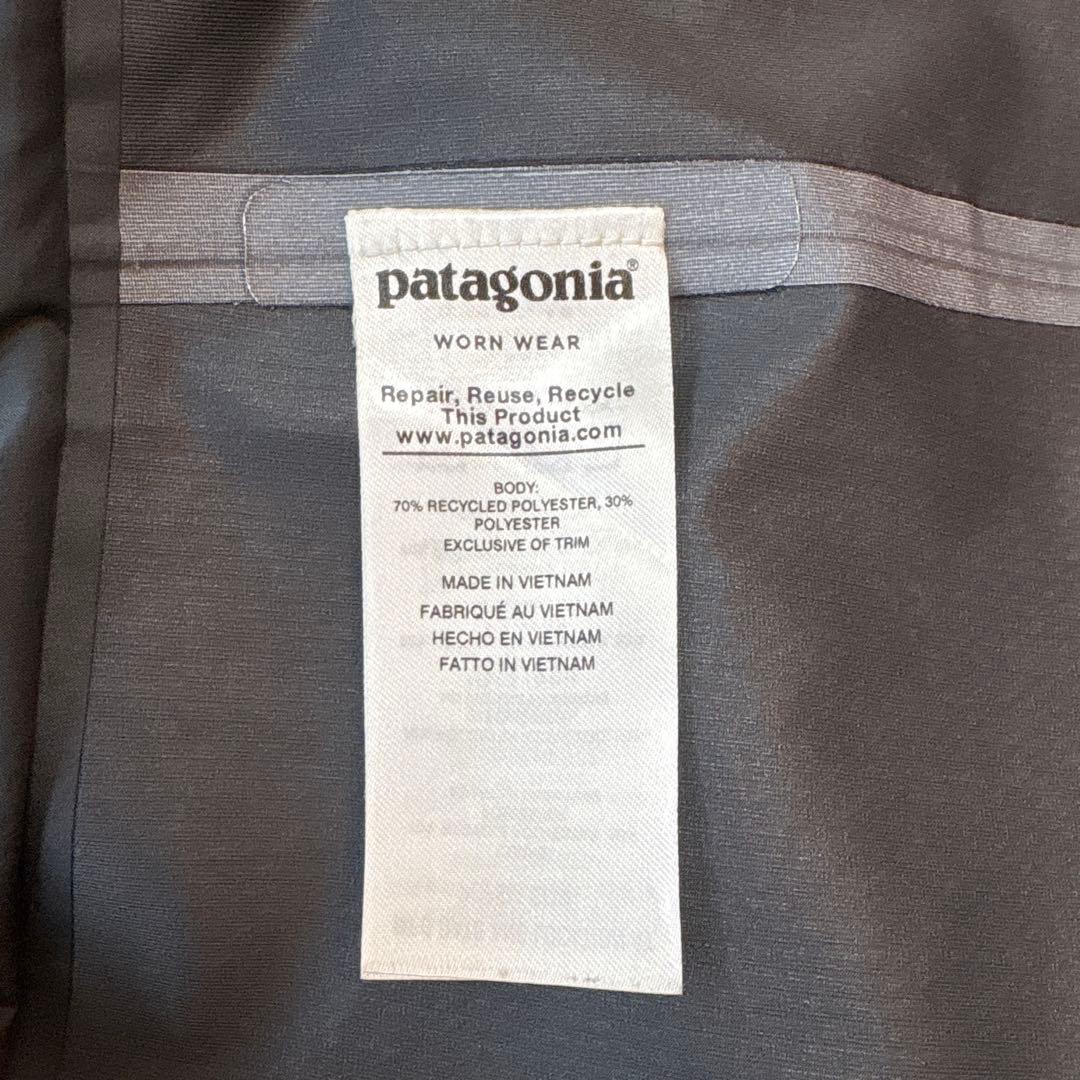 patagonia®
WORN WEAR
Repair, Reuse, Recycle
This Product
www.patagonia.com
BODY:
70% RECYCLED POLYESTER, 30%
POLYESTER
EXCLUSIVE OF TRIM
MADE IN VIETNAM
FABRIQUÉ AU VIETNAM
HECHO EN VIETNAM
FATTO IN VIETNAM